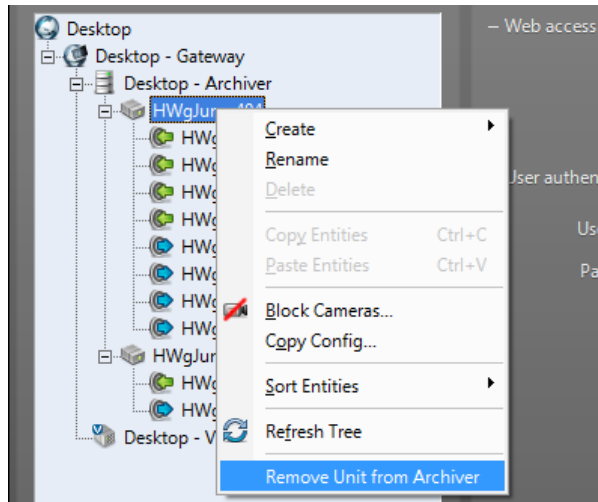 Desktop
– Web access
Desktop - Gateway
Desktop - Archiver
HWgJun
Create
HWg
Rename
HWg
Delete
User authen
HWg
HWg
Copy Entities Ctrl+C
Us
HWg
Paste Entities Ctrl+V
Pa
HWg
Block Cameras...
HWg
HWg
Copy Config...
HWgJun
Sort Entities
HWg
HWg
Refresh Tree
Desktop - V
Remove Unit from Archiver